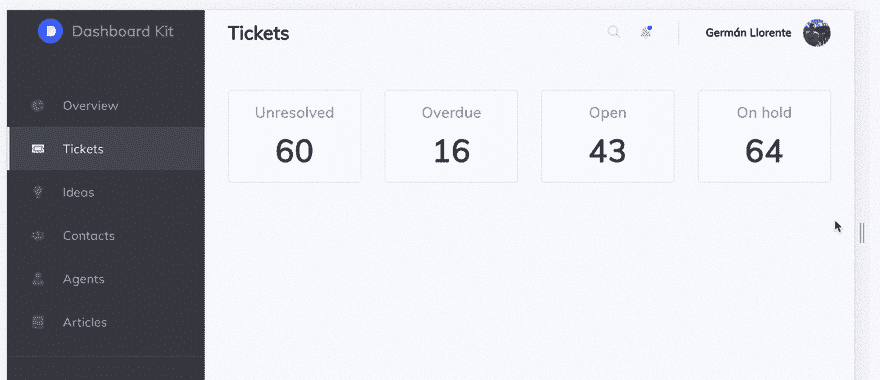 Dashboard Kit
Overview
Tickets
Ideas
Contacts
Agents
Articles
Tickets
Germán Llorente
Unresolved
60
Overdue
16
Open
43
On hold
64